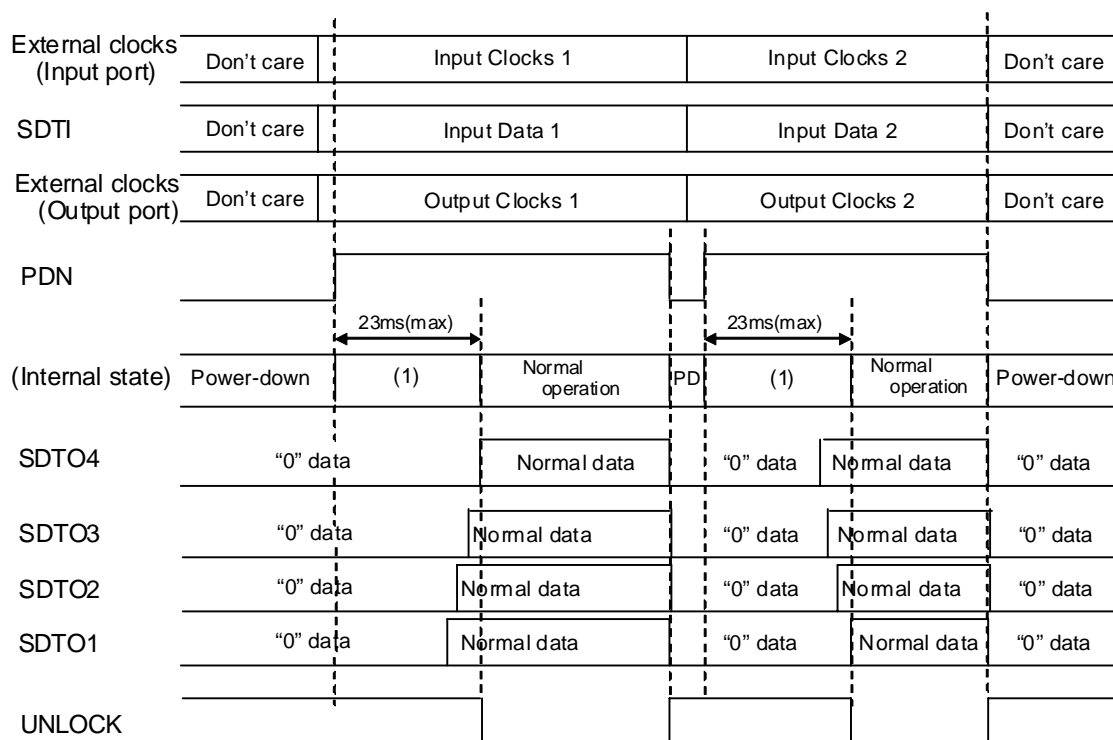 External clocks (Input port) Don't care Input Clocks 1 Input Clocks 2 Don't care
SDTI Don't care Input Data 1 Input Data 2 Don't care
External clocks (Output port) Don't care Output Clocks 1 Output Clocks 2 Don't care
PDN
23ms(max) 23ms(max)
(Internal state) Power-down (1) Normal operation PD (1) Normal operation Power-down
SDTO4 "0" data Normal data "0" data Normal data "0" data
SDTO3 "0" data Normal data "0" data Normal data "0" data
SDTO2 "0" data Normal data "0" data Normal data "0" data
SDTO1 "0" data Normal data "0" data Normal data "0" data
UNLOCK